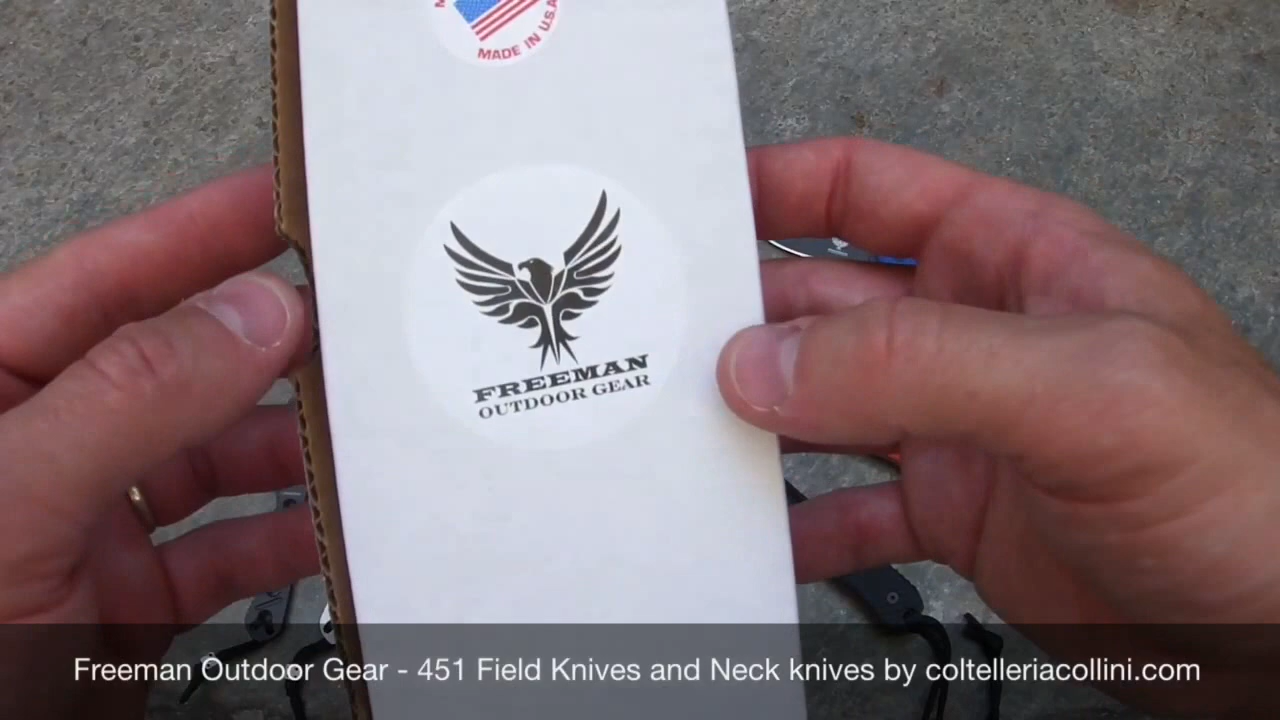 MADE IN U.S.A
FREEMAN
OUTDOOR GEAR
Freeman Outdoor Gear - 451 Field Knives and Neck knives by coltelleriacollini.com